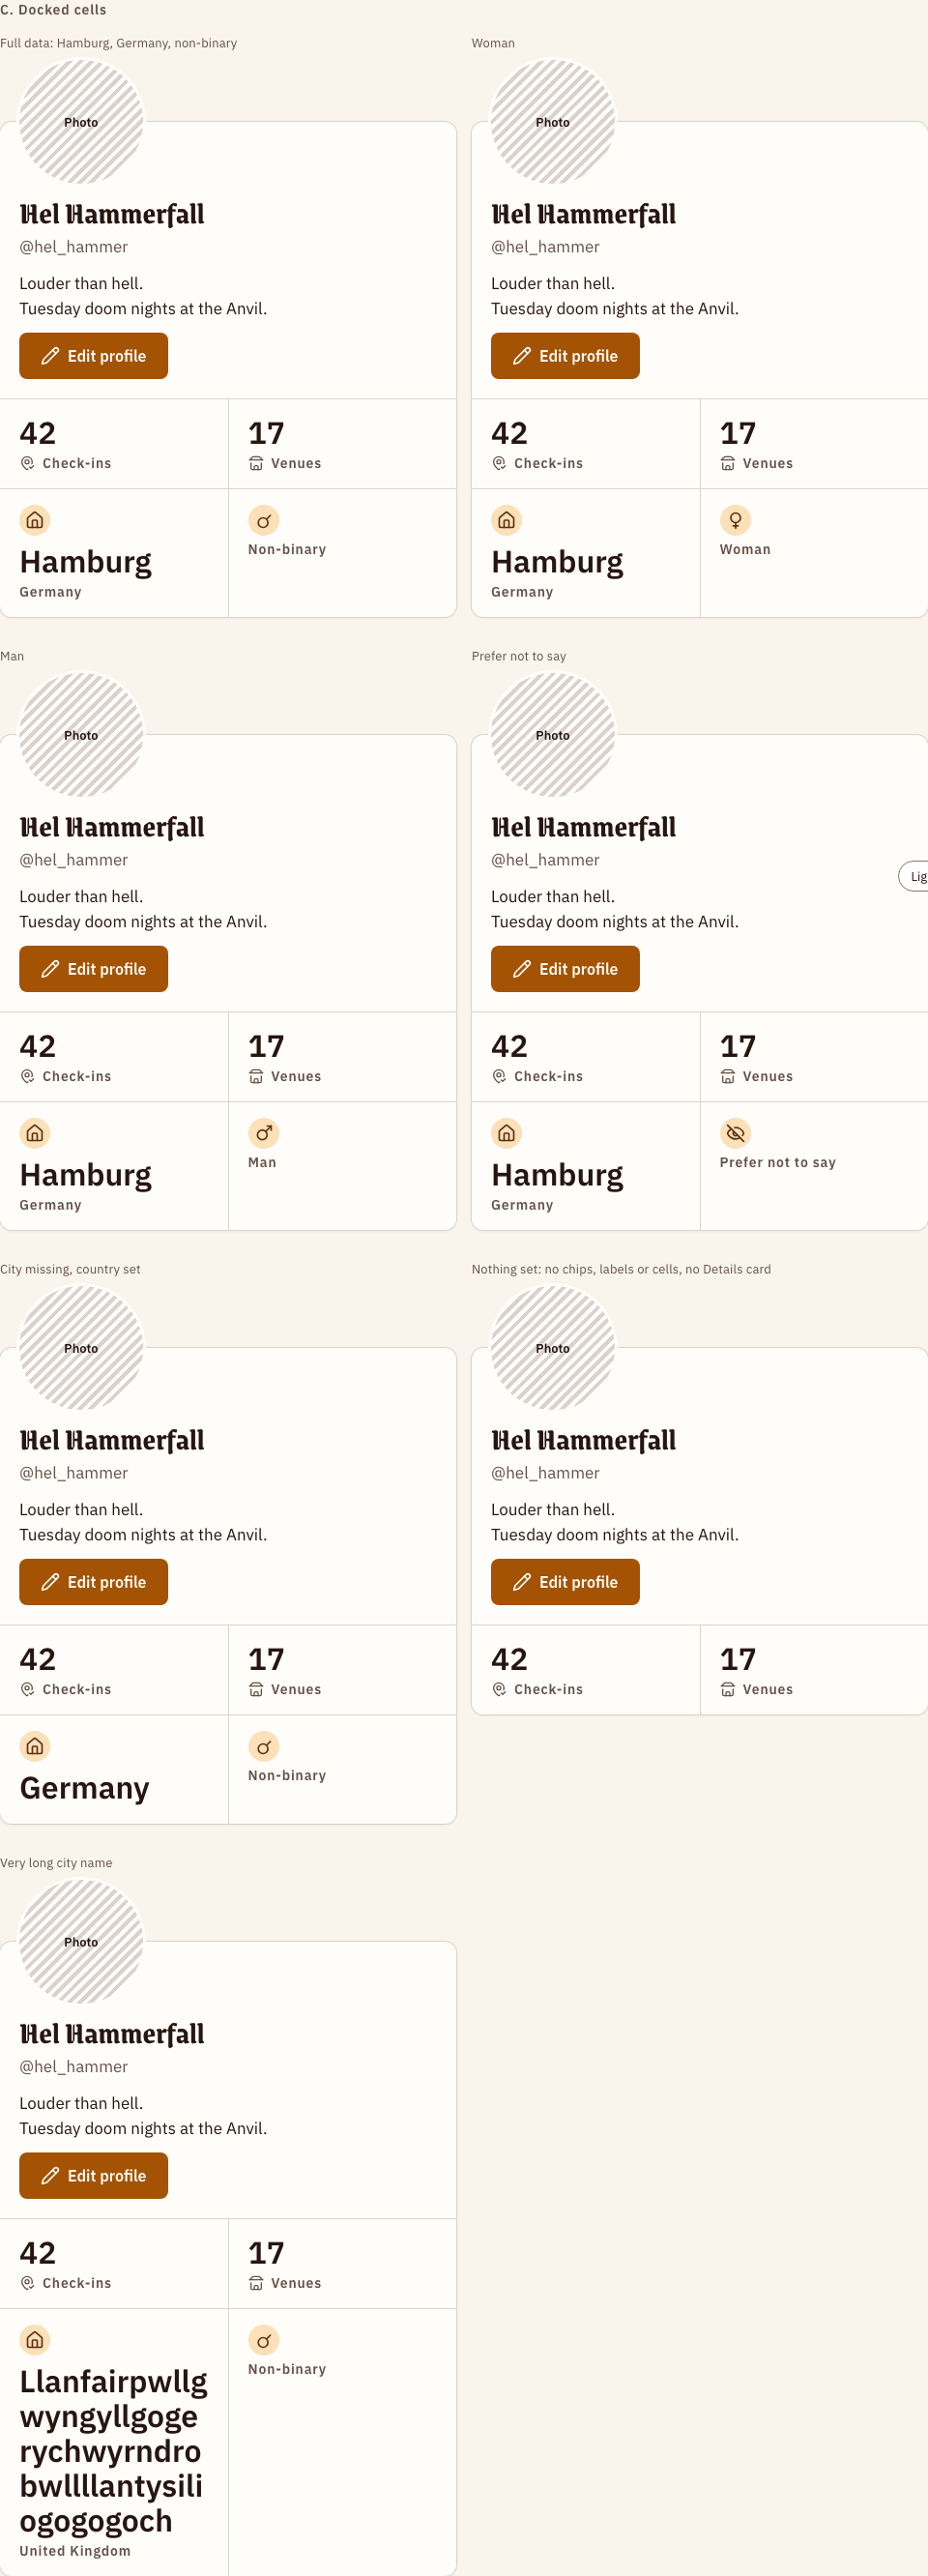 C. Docked cells
Full data: Hamburg, Germany, non-binary
Photo
Hel Hammerfall
@hel_hammer
Louder than hell.
Tuesday doom nights at the Anvil.
Edit profile
42
Check-ins
17
Venues
Hamburg
Germany
Non-binary
Woman
Photo
Hel Hammerfall
@hel_hammer
Louder than hell.
Tuesday doom nights at the Anvil.
Edit profile
42
Check-ins
17
Venues
Hamburg
Germany
Woman
Man
Photo
Hel Hammerfall
@hel_hammer
Louder than hell.
Tuesday doom nights at the Anvil.
Edit profile
42
Check-ins
17
Venues
Hamburg
Germany
Man
Prefer not to say
Photo
Hel Hammerfall
@hel_hammer
Lig
Louder than hell.
Tuesday doom nights at the Anvil.
Edit profile
42
Check-ins
17
Venues
Hamburg
Germany
Prefer not to say
City missing, country set
Photo
Hel Hammerfall
@hel_hammer
Louder than hell.
Tuesday doom nights at the Anvil.
Edit profile
42
Check-ins
17
Venues
Germany
Non-binary
Nothing set: no chips, labels or cells, no Details card
Photo
Hel Hammerfall
@hel_hammer
Louder than hell.
Tuesday doom nights at the Anvil.
Edit profile
42
Check-ins
17
Venues
Very long city name
Photo
Hel Hammerfall
@hel_hammer
Louder than hell.
Tuesday doom nights at the Anvil.
Edit profile
42
Check-ins
17
Venues
Llanfairpwllg
wyngyllgoge
rychwyrndro
bwllllantysili
ogogogoch
United Kingdom
Non-binary